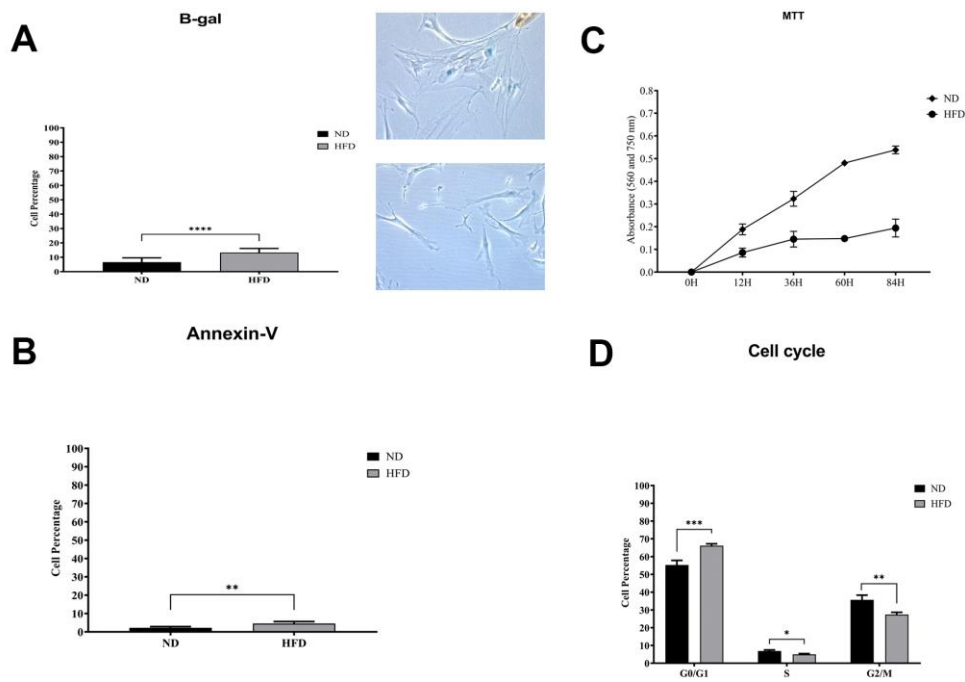 A
B-gal
ND
HFD
Cell Percentage
100
90
80
70
60
50
40
30
20
10
0
****
ND
HFD
B
Annexin-V
ND
HFD
Cell Percentage
100
90
80
70
60
50
40
30
20
10
0
**
ND
HFD
C
MTT
ND
HFD
Absorbance (560 and 750 nm)
0.8
0.7
0.6
0.5
0.4
0.3
0.2
0.1
0.0
0H
12H
36H
60H
84H
D
Cell cycle
ND
HFD
Cell Percentage
100
90
80
70
60
50
40
30
20
10
0
***
*
**
G0/G1
S
G2/M